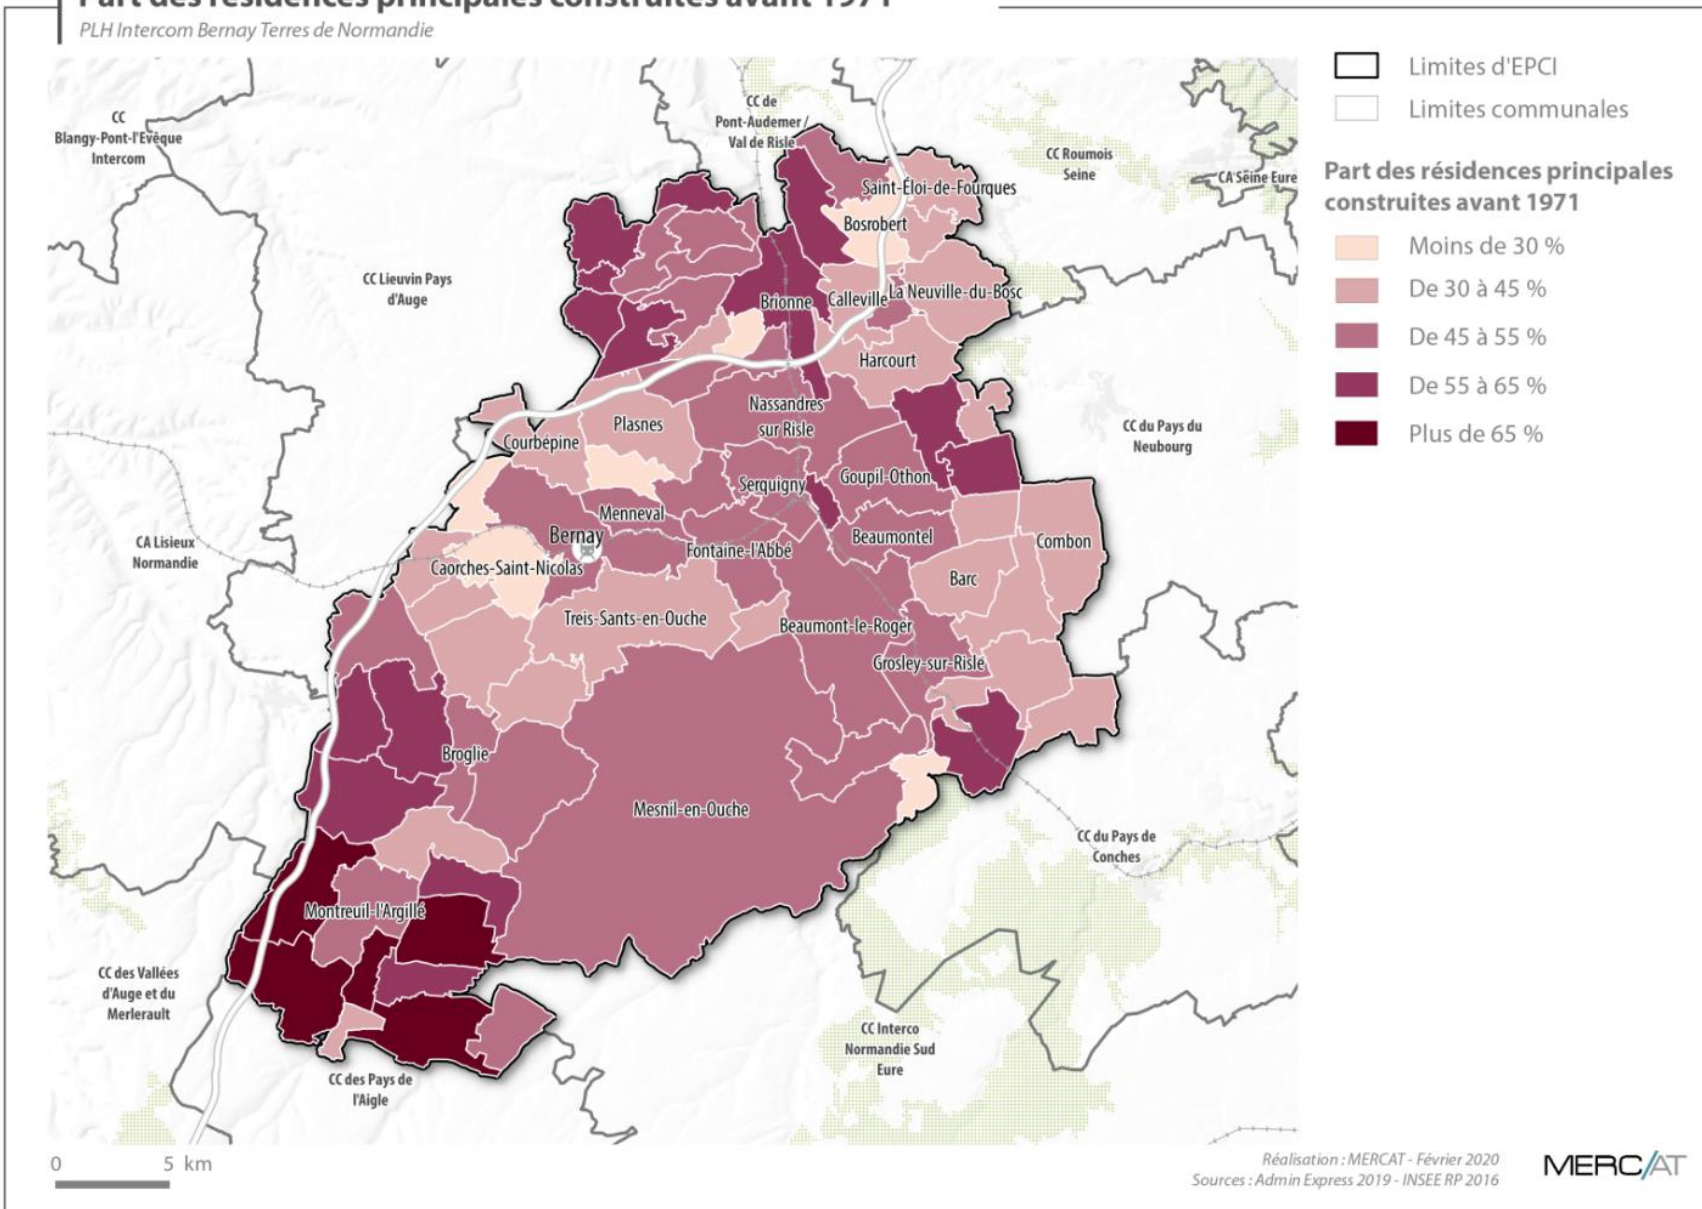 Part des résidences principales construites avant 1971
PLH Intercom Bernay Terres de Normandie
Limites d'EPCI
Limites communales
Part des résidences principales
construites avant 1971
Moins de 30 %
De 30 à 45 %
De 45 à 55 %
De 55 à 65 %
Plus de 65 %
CC
Blangy-Pont-l'Evêque
Intercom
CC de
Pont-Audemer /
Val de Risle
CC Roumois
Seine
CA Seine Eure
Saint-Éloi-de-Fourques
Bosrobert
CC Lieuvin Pays
d'Auge
Brionne
Calleville
La Neuville-du-Bosc
Harcourt
Nassandres
sur Risle
Plasnes
Courbépine
CC du Pays du
Neubourg
Serquigny
Goupil-Othon
Menneval
Bernay
Fontaine-l'Abbé
Beaumontel
Combon
CA Lisieux
Normandie
Caorches-Saint-Nicolas
Barc
Treis-Sants-en-Ouche
Beaumont-le-Roger
Grosley-sur-Risle
Broglie
Mesnil-en-Ouche
CC du Pays de
Conches
Montreuil-l'Argillé
CC des Vallées
d'Auge et du
Merlerault
CC Interco
Normandie Sud
Eure
CC des Pays de
l'Aigle
0 5 km
Réalisation : MERCAT - Février 2020
Sources : Admin Express 2019 - INSEE RP 2016
MERC/AT